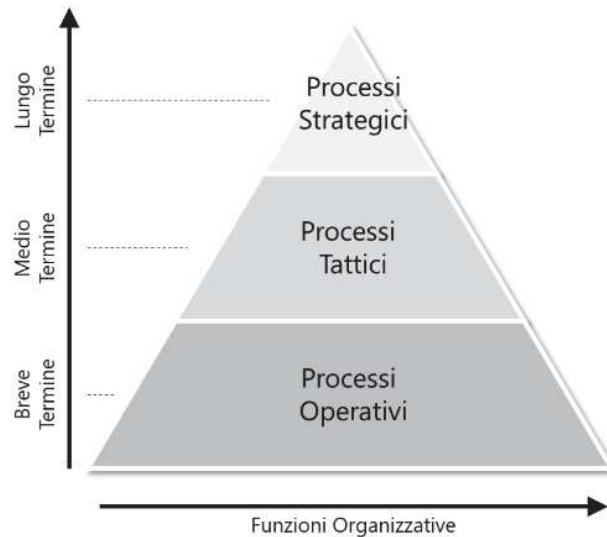 Lungo
Termine
Processi
Strategici
Medio
Termine
Processi
Tattici
Breve
Termine
Processi
Operativi
Funzioni Organizzative